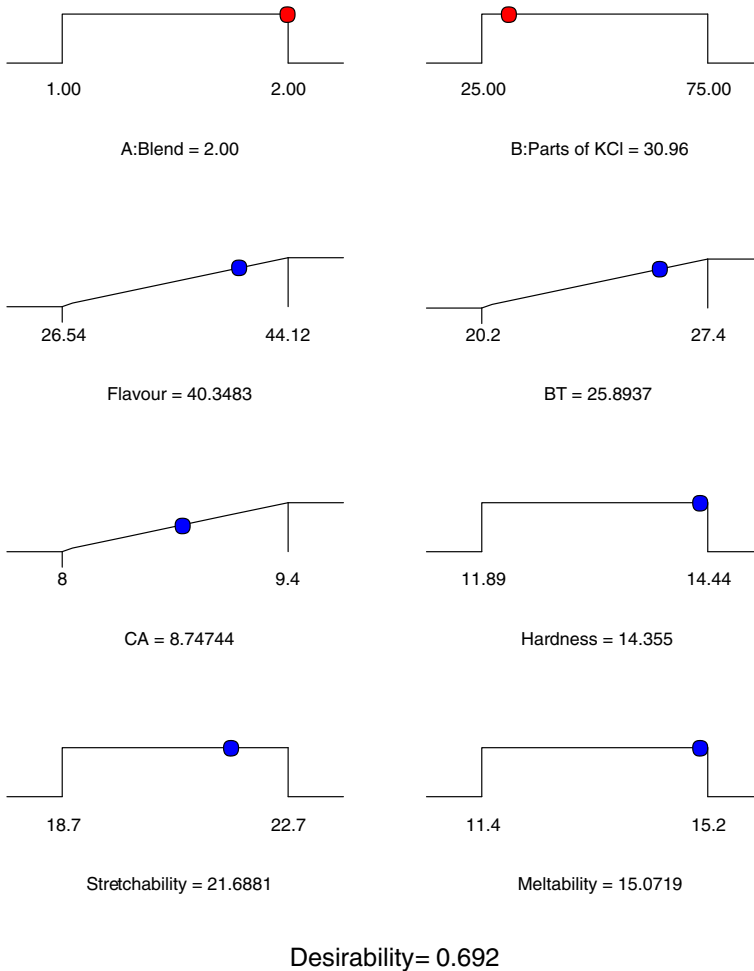 1.00 2.00 25.00 75.00
A:Blend = 2.00 B:Parts of KCl = 30.96
26.54 44.12 20.2 27.4
Flavour = 40.3483 BT = 25.8937
8 9.4 11.89 14.44
CA = 8.74744 Hardness = 14.355
18.7 22.7 11.4 15.2
Stretchability = 21.6881 Meltability = 15.0719
Desirability= 0.692